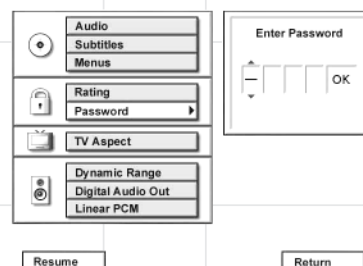 Audio
Subtitles
Menus
Rating
Password
TV Aspect
Dynamic Range
Digital Audio Out
Linear PCM
Enter Password
OK
Resume
Return